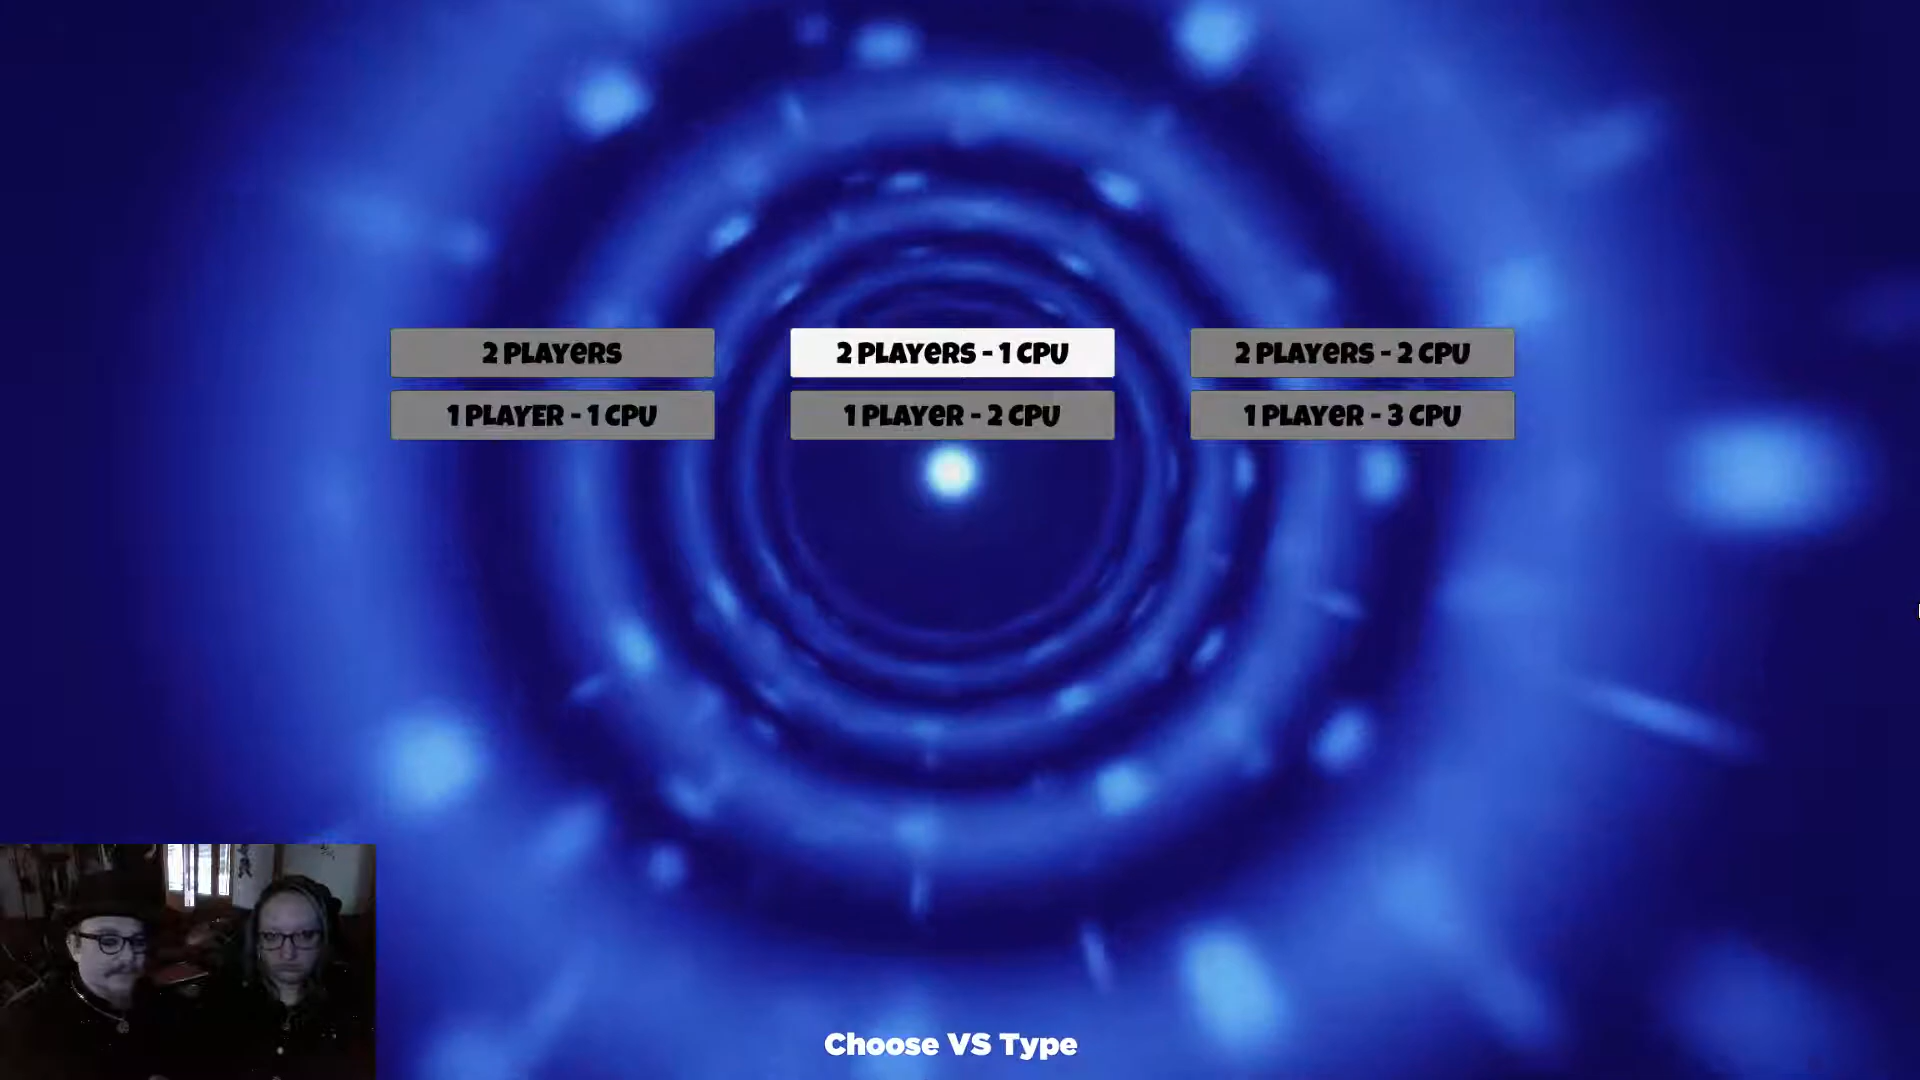 2 PLAYERS
2 PLAYERS - 1 CPU
2 PLAYERS - 2 CPU
1 PLAYER - 1 CPU
1 PLAYER - 2 CPU
1 PLAYER - 3 CPU
Choose VS Type